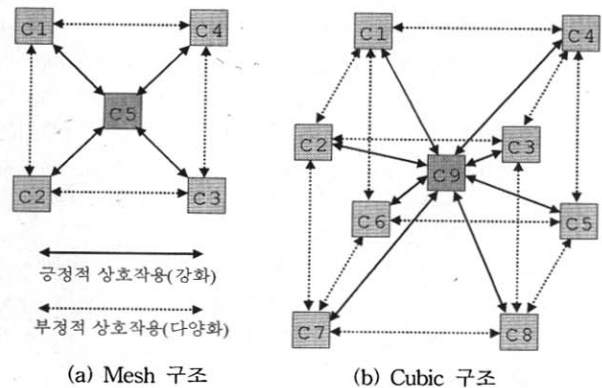 C1
C4
C5
C2
C3
긍정적 상호작용(강화)
부정적 상호작용(다양화)
(a) Mesh 구조
C1
C4
C2
C3
C9
C6
C5
C7
C8
(b) Cubic 구조